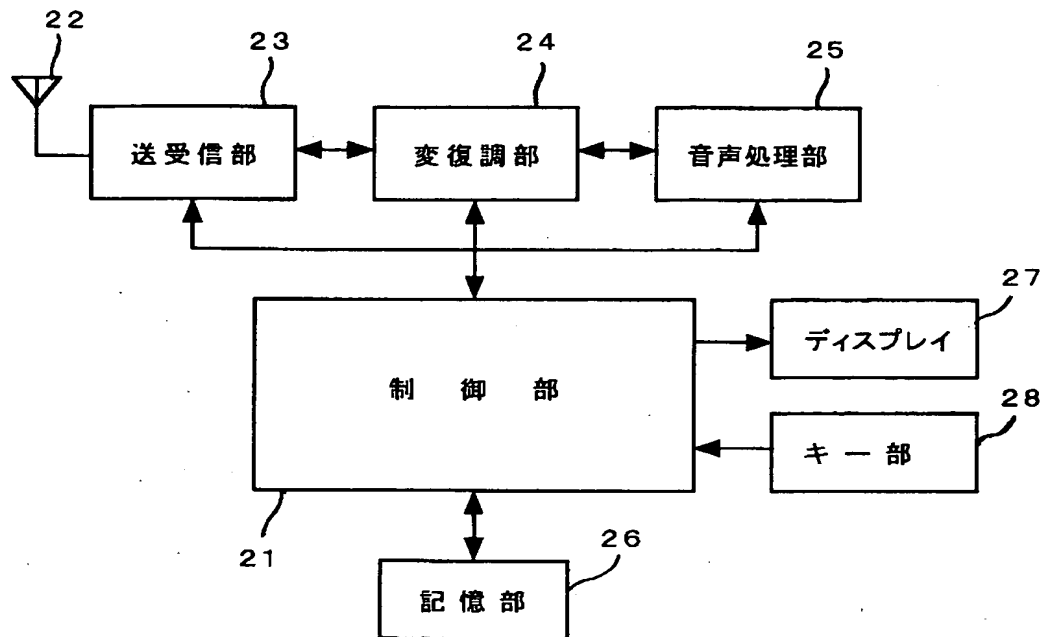 22
23
24
25
送受信部
変復調部
音声処理部
27
ディスプレイ
制御部
28
キー部
21
26
記憶部